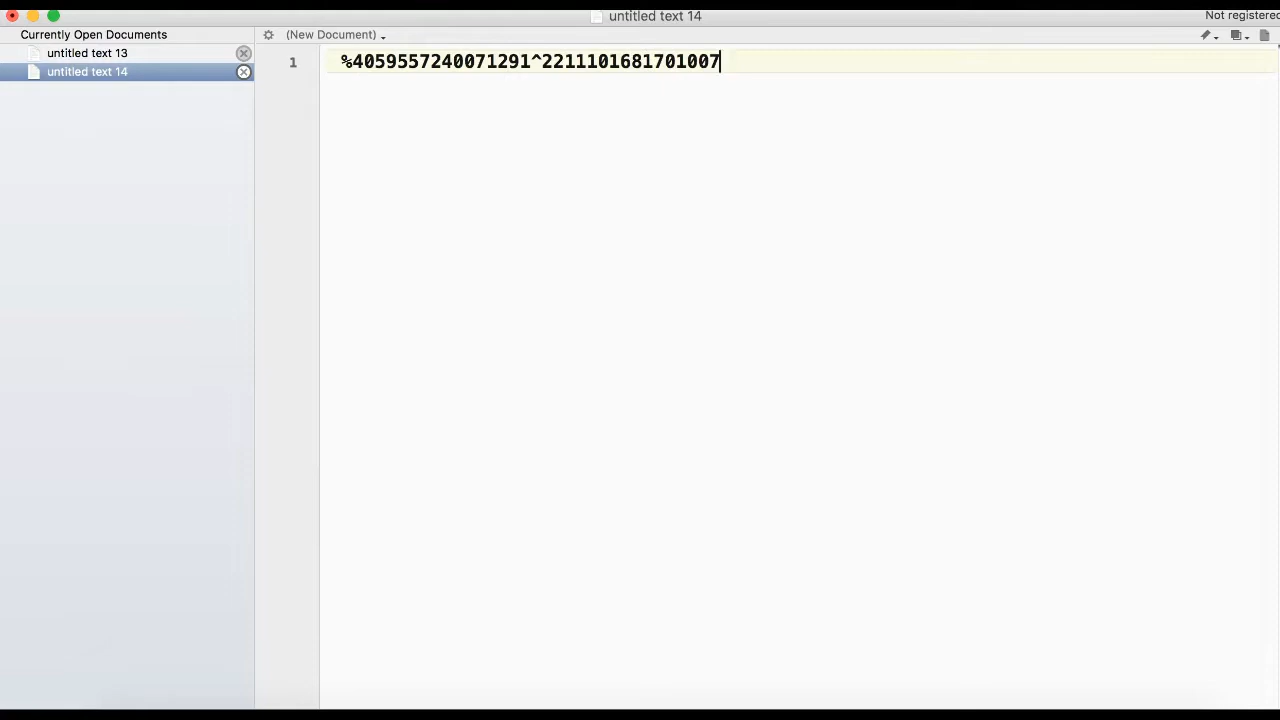 untitled text 14
Not registered
Currently Open Documents
(New Document)
untitled text 13
untitled text 14
1
%4059557240071291^2211101681701007